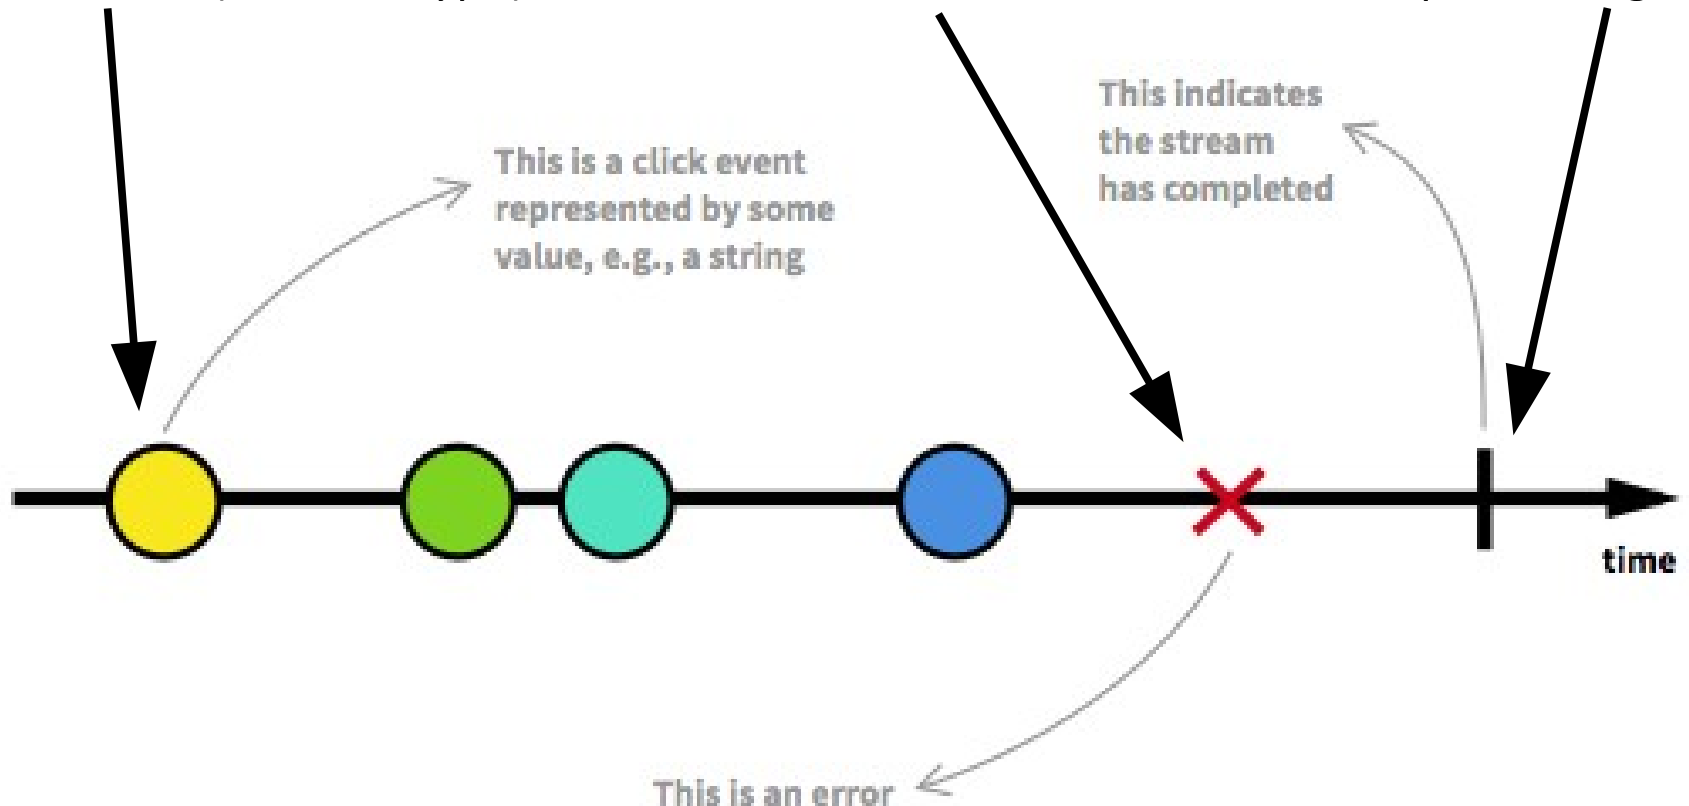 This indicates
the stream
has completed
This is a click event
represented by some
value, e.g., a string
time
This is an error